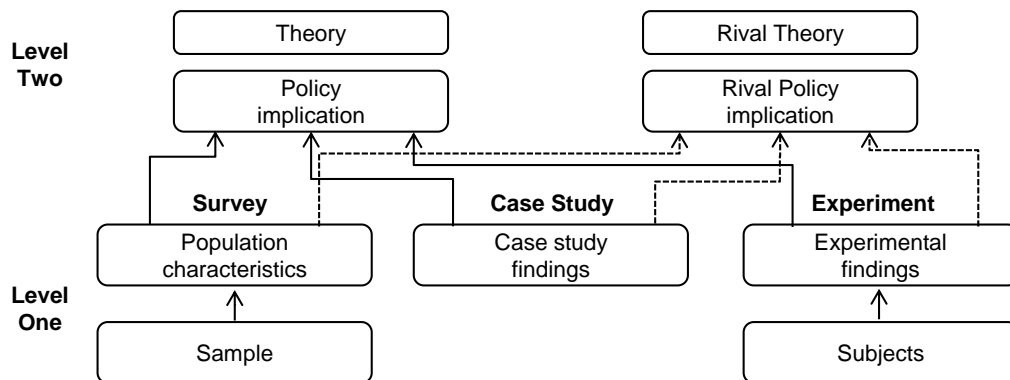 Theory
Rival Theory
Level
Two
Policy
implication
Rival Policy
implication
Survey
Case Study
Experiment
Population
characteristics
Case study
findings
Experimental
findings
Level
One
Sample
Subjects